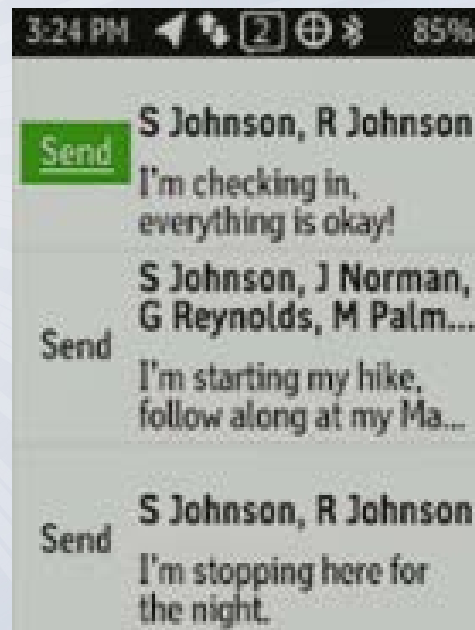 3:24 PM 2 85%
S Johnson, R Johnson
Send
I'm checking in,
everything is okay!
S Johnson, J Norman,
G Reynolds, M Palm...
Send
I'm starting my hike,
follow along at my Ma...
S Johnson, R Johnson
Send
I'm stopping here for
the night.